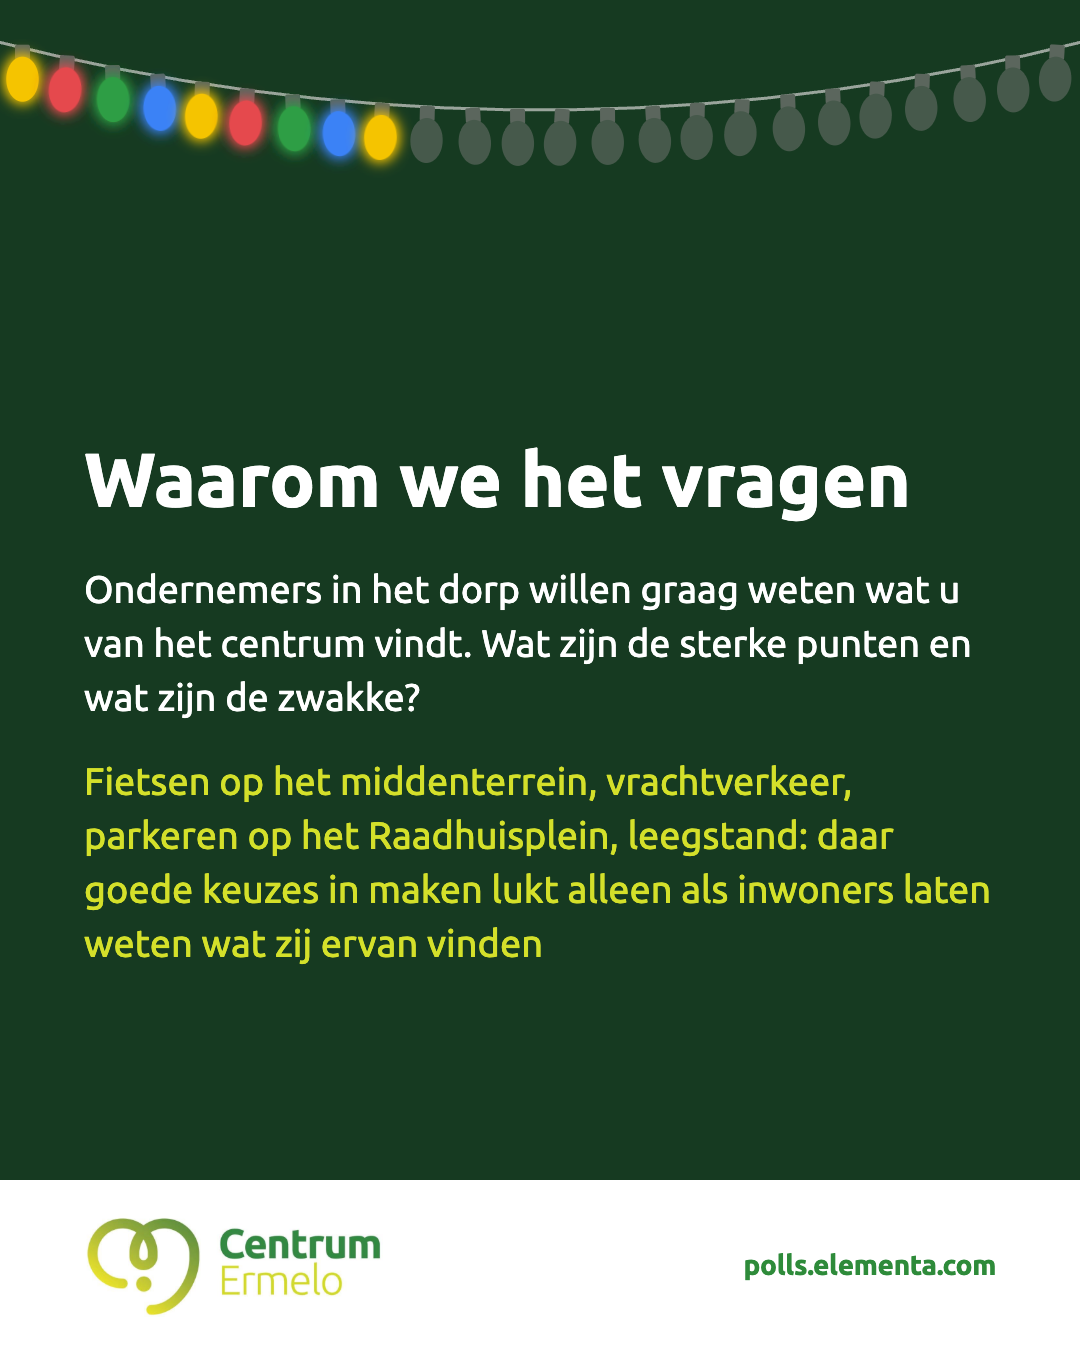 Waarom we het vragen
Ondernemers in het dorp willen graag weten wat u
van het centrum vindt. Wat zijn de sterke punten en
wat zijn de zwakke?
Fietsen op het middenterrein, vrachtverkeer,
parkeren op het Raadhuisplein, leegstand: daar
goede keuzes in maken lukt alleen als inwoners laten
weten wat zij ervan vinden
Centrum
Ermelo
polls.elementa.com